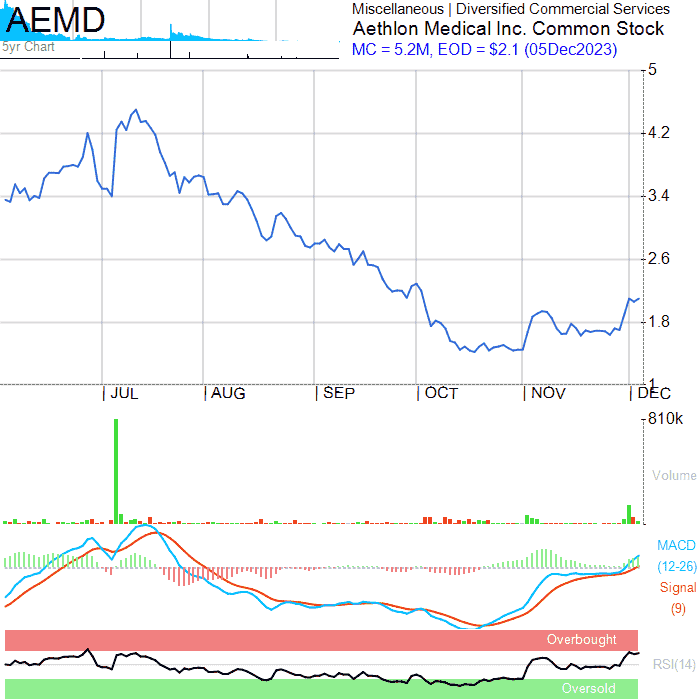 AEMD
5yr Chart
Miscellaneous | Diversified Commercial Services
Aethlon Medical Inc. Common Stock
MC = 5.2M, EOD = $2.1 (05Dec2023)
5
4.2
3.4
2.6
1.8
1
JUL
AUG
SEP
OCT
NOV
DEC
810k
Volume
MACD
(12-26)
Signal
(9)
Overbought
RSI(14)
Oversold